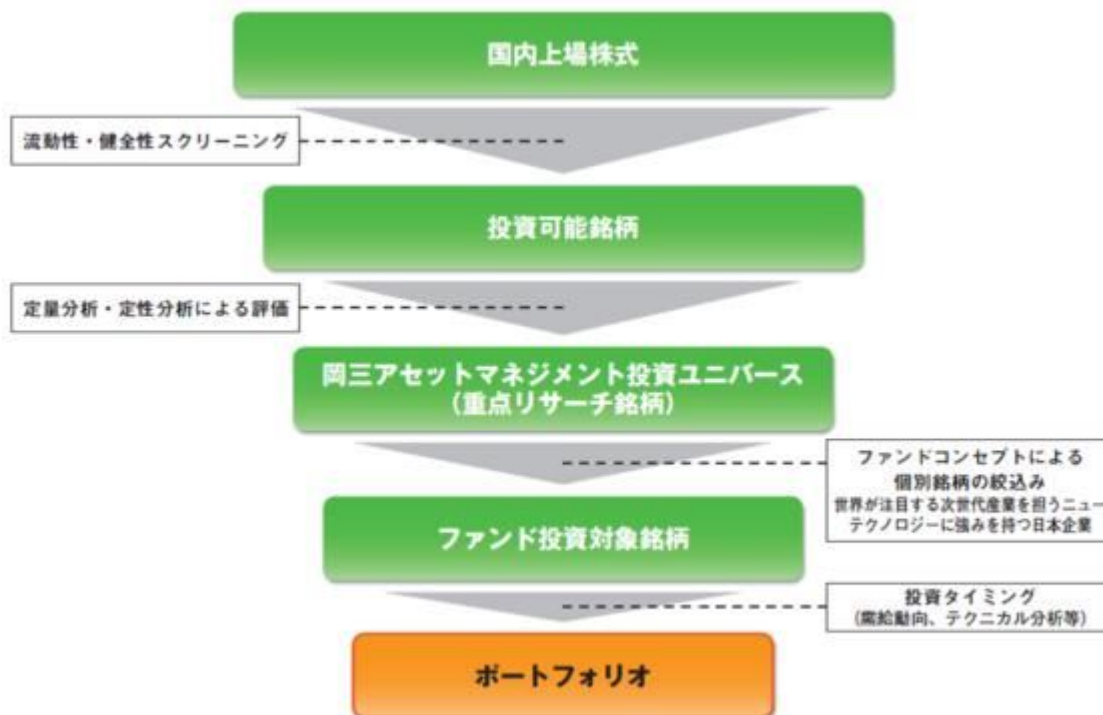 国内上場株式
流動性・健全性スクリーニング
投資可能銘柄
定量分析・定性分析による評価
岡三アセットマネジメント投資ユニバース
（重点リサーチ銘柄）
ファンドコンセプトによる
個別銘柄の絞込み
世界が注目する次世代産業を担うニュー
テクノロジーに強みを持つ日本企業
ファンド投資対象銘柄
投資タイミング
(需給動向、テクニカル分析等)
ポートフォリオ